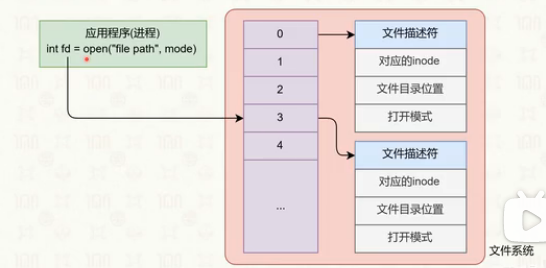 应用程序(进程)
int fd = open("file path", mode)
0
1
2
3
4
...
文件描述符
对应的inode
文件目录位置
打开模式
文件描述符
对应的inode
文件目录位置
打开模式
文件系统